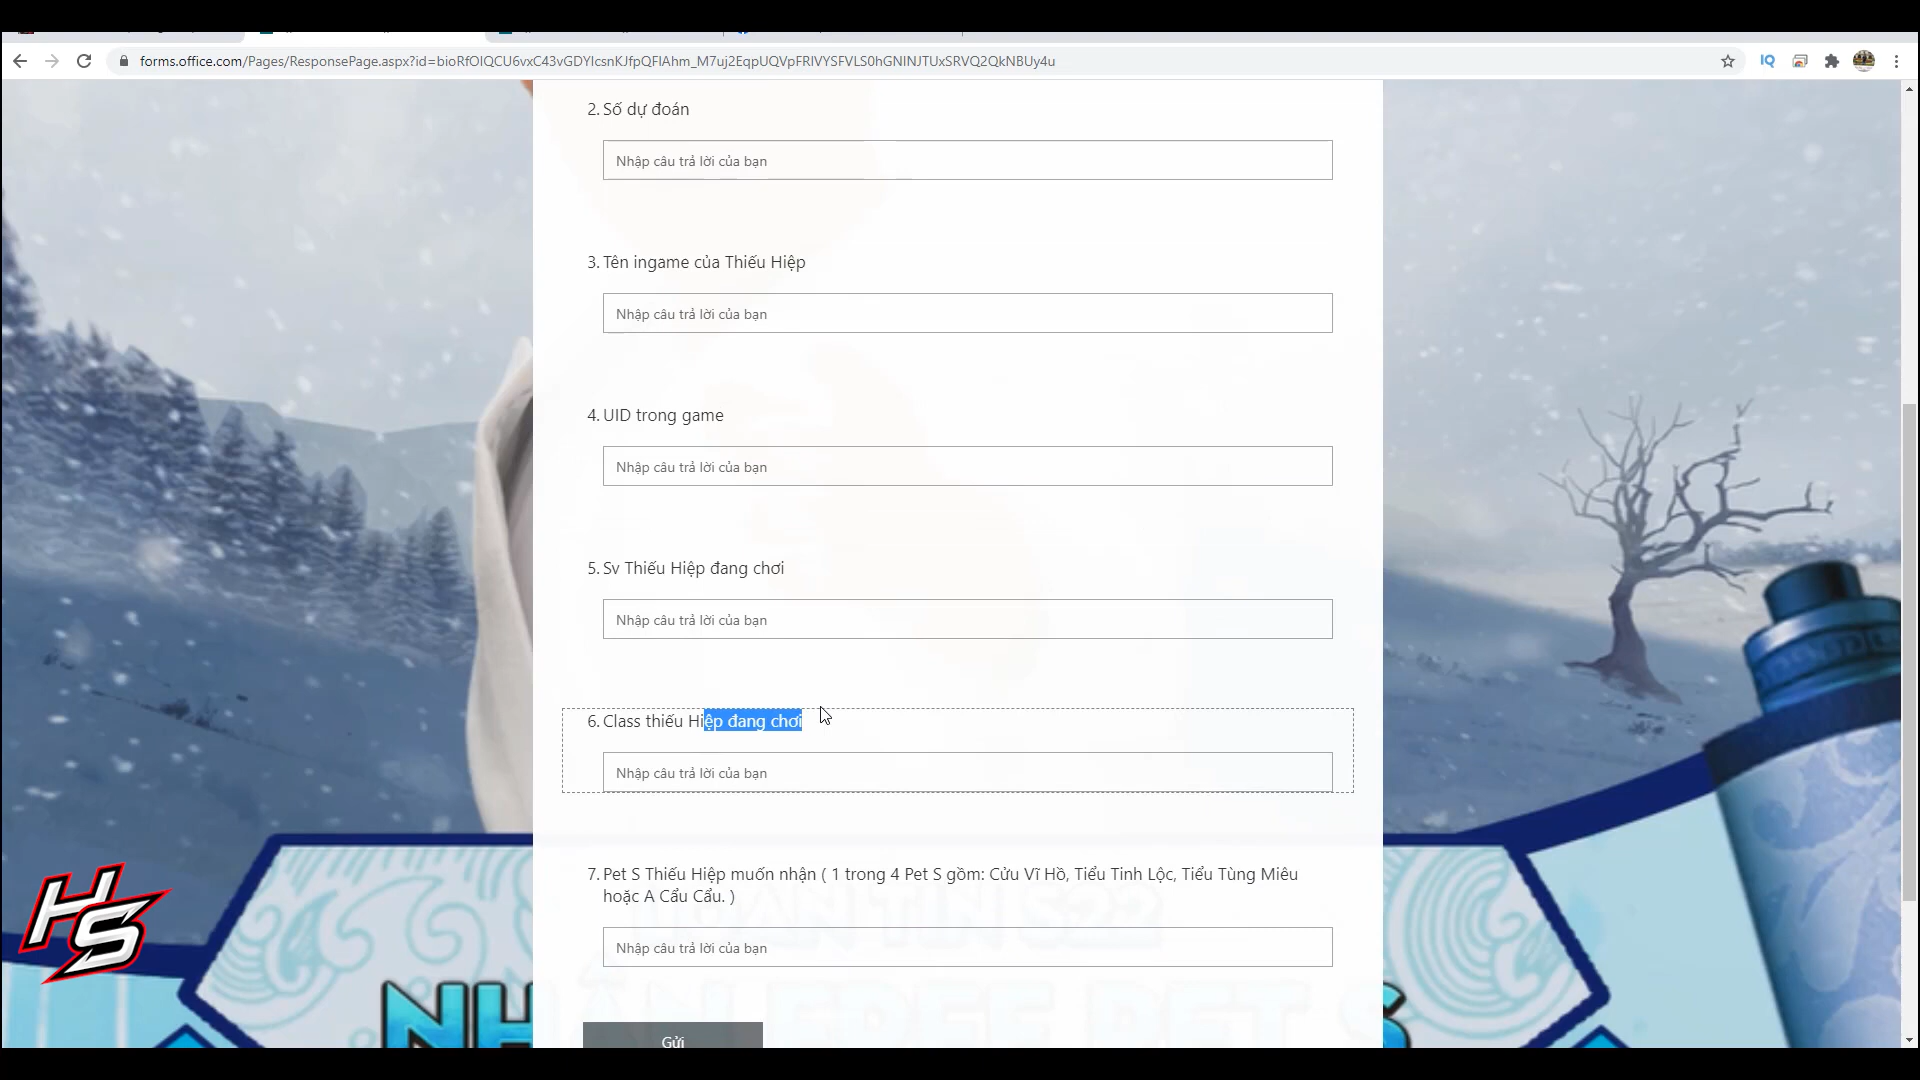 forms.office.com/Pages/ResponsePage.aspx?id=bioRfOIQCU6vxC43vGDYIcsnKJfpQFlAhm_M7uj2EqpUQVpFRlVYSFVLS0hGNlNJTUxSRVQ2QkNBUy4u
IQ
2. Số dự đoán
Nhập câu trả lời của bạn
3. Tên ingame của Thiếu Hiệp
Nhập câu trả lời của bạn
4. UID trong game
Nhập câu trả lời của bạn
5. Sv Thiếu Hiệp đang chơi
Nhập câu trả lời của bạn
6. Class thiếu Hiệp đang chơi
Nhập câu trả lời của bạn
7. Pet S Thiếu Hiệp muốn nhận ( 1 trong 4 Pet S gồm: Cửu Vĩ Hồ, Tiểu Tinh Lộc, Tiểu Tùng Miêu
hoặc A Cẩu Cẩu. )
Nhập câu trả lời của bạn
Gửi
HS